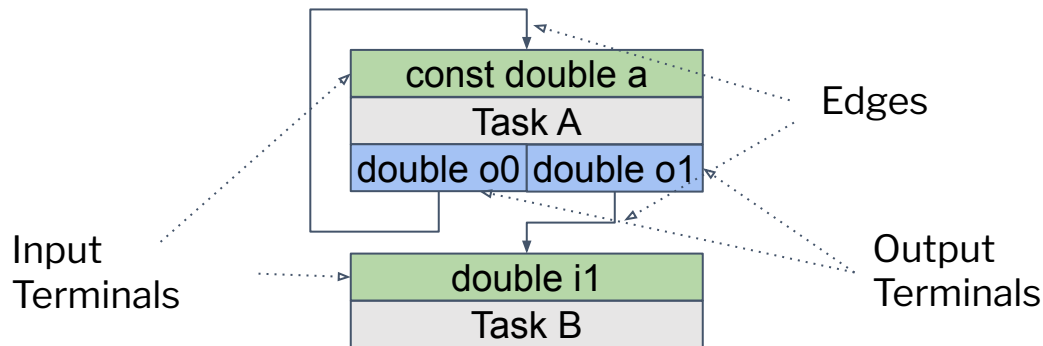 const double a
Edges
Task A
double o0
double o1
Input
Terminals
Output
Terminals
double i1
Task B